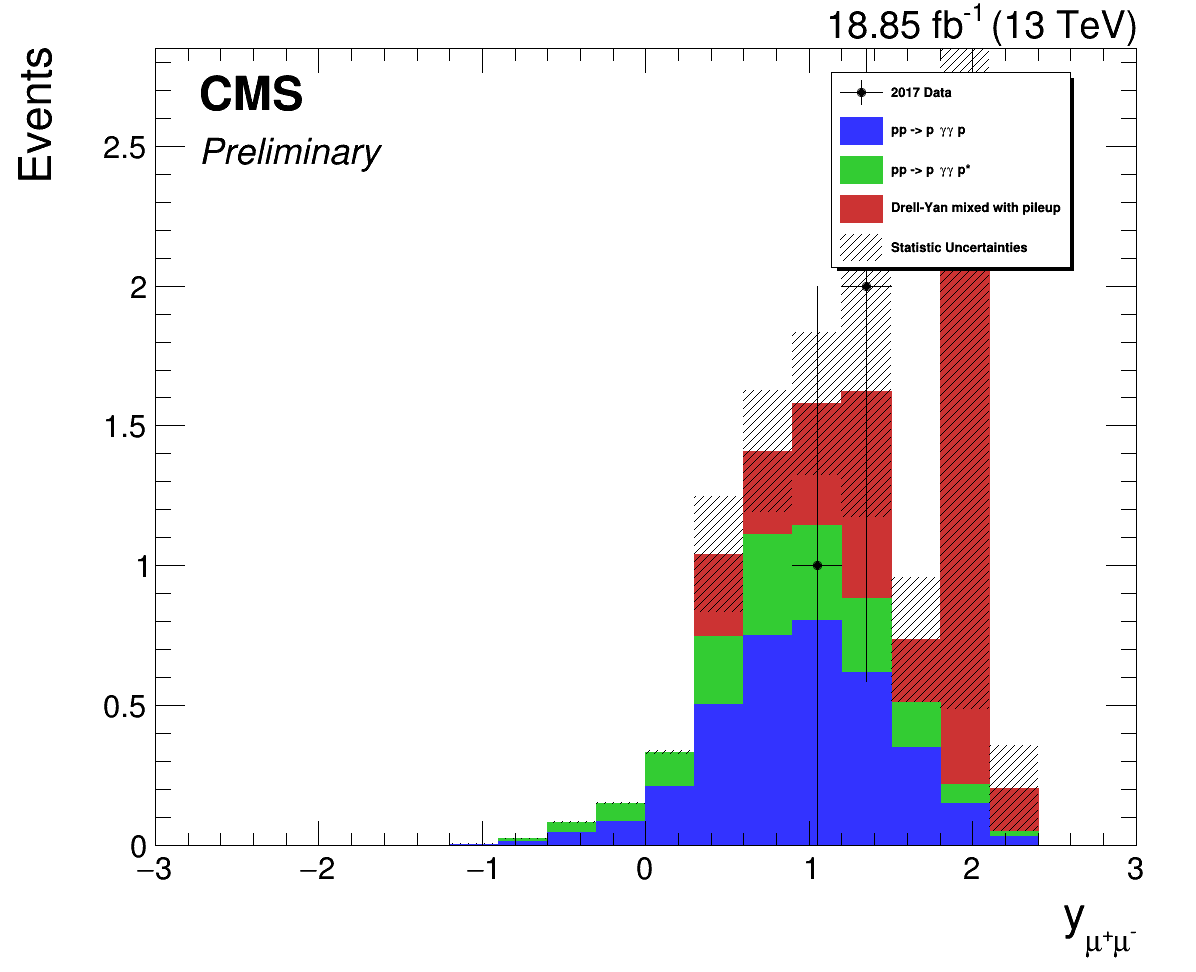 18.85 fb⁻¹ (13 TeV)
Events
CMS
Preliminary
2017 Data
pp -> p γγ p
pp -> p γγ p*
Drell-Yan mixed with pileup
Statistic Uncertainties
2.5
2
1.5
1
0.5
0
−3 −2 −1 0 1 2 3
y μ⁺μ⁻